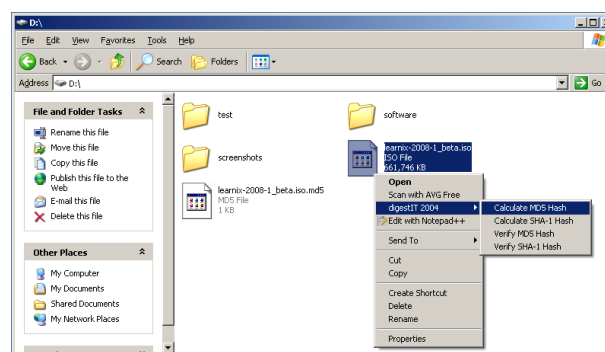 D:\
File Edit View Favorites Tools Help
Back Search Folders
Address D:\ Go
File and Folder Tasks
Rename this file
Move this file
Copy this file
Publish this file to the
Web
E-mail this file
Delete this file
Other Places
My Computer
My Documents
Shared Documents
My Network Places
test
software
screenshots
learnix-2008-1_beta.iso
ISO File
661,746 KB
learnix-2008-1_beta.iso.md5
MD5 File
1 KB
Open
Scan with AVG Free
digestIT 2004
Edit with Notepad++
Send To
Cut
Copy
Create Shortcut
Delete
Rename
Properties
Calculate MD5 Hash
Calculate SHA-1 Hash
Verify MD5 Hash
Verify SHA-1 Hash